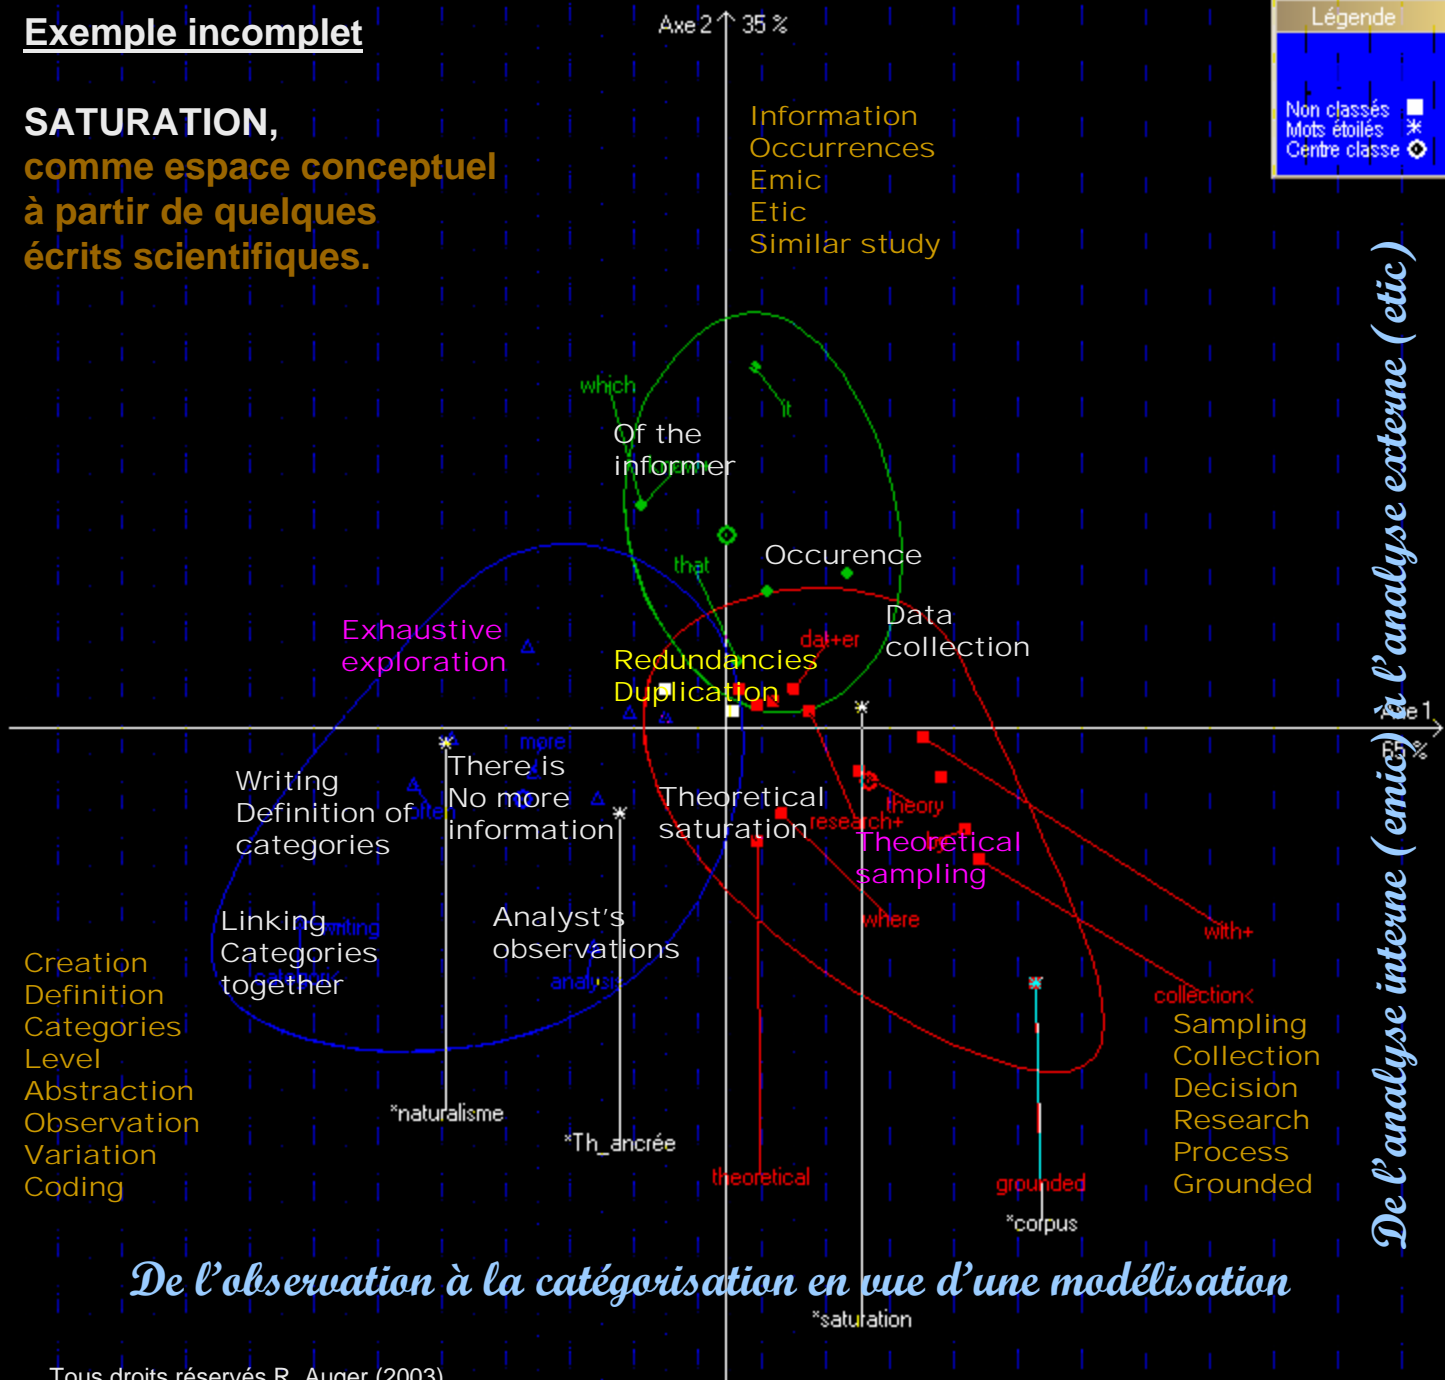 Exemple incomplet
Axe 2 35 %
Légende
Non classés
Mots étoilés
Centre classe
SATURATION,
comme espace conceptuel
à partir de quelques
écrits scientifiques.
Information
Occurrences
Emic
Etic
Similar study
which
it
Of the
informer
that
Occurence
Data
collection
dat+er
Exhaustive
exploration
Redundancies
Duplication
Axe 1
65 %
more
often
Writing
Definition of
categories
There is
No more
information
Theoretical
saturation
theory
research+
Theoretical
sampling
where
with+
collection<
writing
Linking
Categories
together
Analyst's
observations
analysis
Creation
Definition
Categories
Level
Abstraction
Observation
Variation
Coding
Sampling
Collection
Decision
Research
Process
Grounded
*naturalisme
*Th_ancrée
theoretical
grounded
*corpus
*saturation
De l'observation à la catégorisation en vue d'une modélisation
De l'analyse interne (emic) à l'analyse externe (etic)
Tous droits réservés R. Auger (2003)